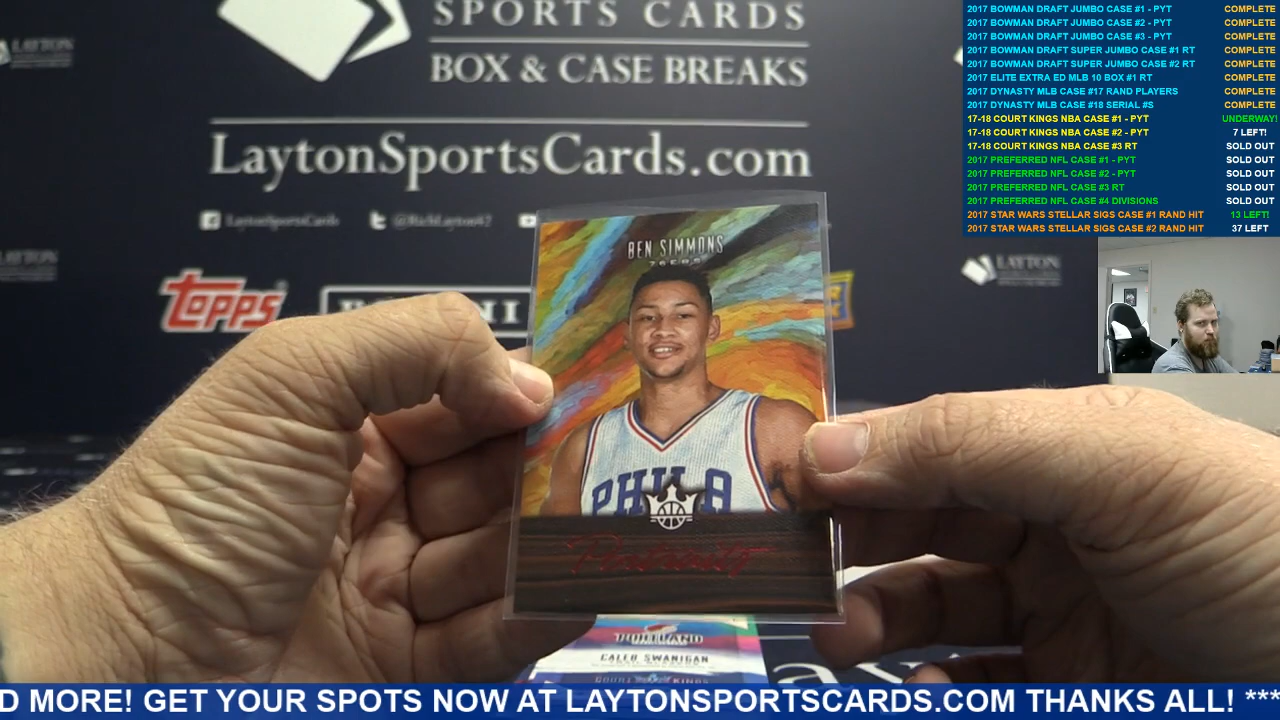 SPORTS CARDS
BOX & CASE BREAKS
LaytonSportsCards.com
LaytonSportsCards
@RichLayton42
LAYTON
TOPPS
PANINI
LAYTON
BEN SIMMONS
76ERS
PHILA
Portraits
PORTLAND
CALEB SWANIGAN
COURT KINGS
2017 BOWMAN DRAFT JUMBO CASE #1 - PYT COMPLETE
2017 BOWMAN DRAFT JUMBO CASE #2 - PYT COMPLETE
2017 BOWMAN DRAFT JUMBO CASE #3 - PYT COMPLETE
2017 BOWMAN DRAFT SUPER JUMBO CASE #1 RT COMPLETE
2017 BOWMAN DRAFT SUPER JUMBO CASE #2 RT COMPLETE
2017 ELITE EXTRA ED MLB 10 BOX #1 RT COMPLETE
2017 DYNASTY MLB CASE #17 RAND PLAYERS COMPLETE
2017 DYNASTY MLB CASE #18 SERIAL #S COMPLETE
17-18 COURT KINGS NBA CASE #1 - PYT UNDERWAY!
17-18 COURT KINGS NBA CASE #2 - PYT 7 LEFT!
17-18 COURT KINGS NBA CASE #3 RT SOLD OUT
2017 PREFERRED NFL CASE #1 - PYT SOLD OUT
2017 PREFERRED NFL CASE #2 - PYT SOLD OUT
2017 PREFERRED NFL CASE #3 RT SOLD OUT
2017 PREFERRED NFL CASE #4 DIVISIONS SOLD OUT
2017 STAR WARS STELLAR SIGS CASE #1 RAND HIT 13 LEFT!
2017 STAR WARS STELLAR SIGS CASE #2 RAND HIT 37 LEFT
D MORE! GET YOUR SPOTS NOW AT LAYTONSPORTSCARDS.COM THANKS ALL! ***